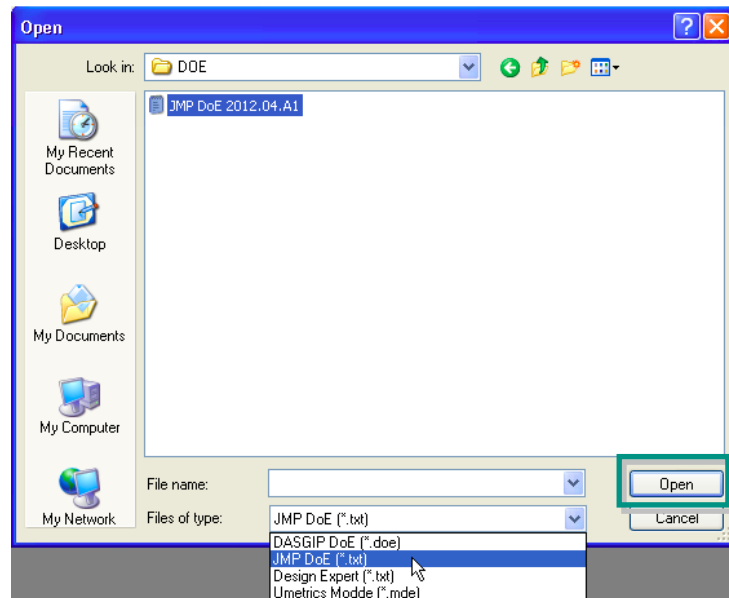 Open
Look in:
DOE
JMP DoE 2012.04.A1
My Recent
Documents
Desktop
My Documents
My Computer
My Network
File name:
Open
Files of type:
JMP DoE (*.txt)
Cancel
DASGIP DoE (*.doe)
JMP DoE (*.txt)
Design Expert (*.txt)
Umetrics Modde (*.mde)